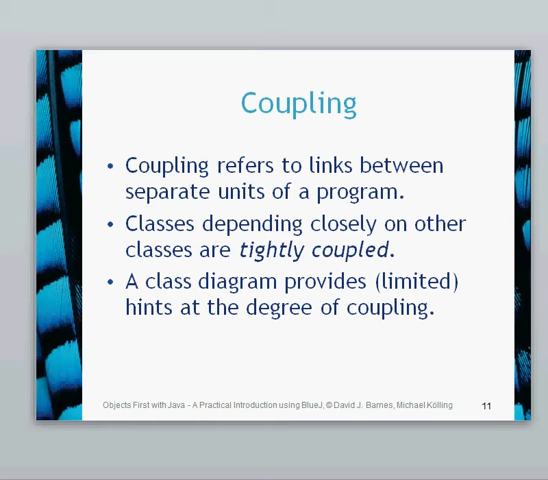 Coupling
• Coupling refers to links between
separate units of a program.
• Classes depending closely on other
classes are tightly coupled.
• A class diagram provides (limited)
hints at the degree of coupling.
Objects First with Java - A Practical Introduction using BlueJ, © David J. Barnes, Michael Kölling 11